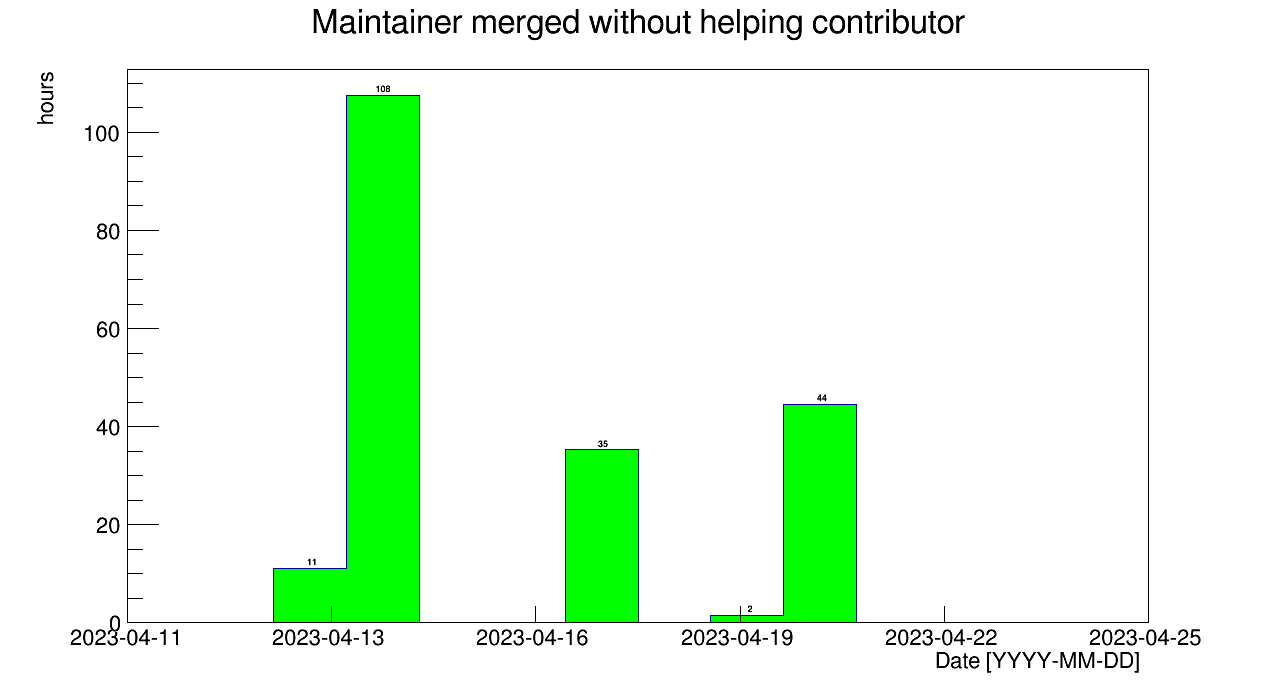 Maintainer merged without helping contributor
hours
108
100
80
60
44
40
35
20
11
2
0
2023-04-11 2023-04-13 2023-04-16 2023-04-19 2023-04-22 2023-04-25
Date [YYYY-MM-DD]